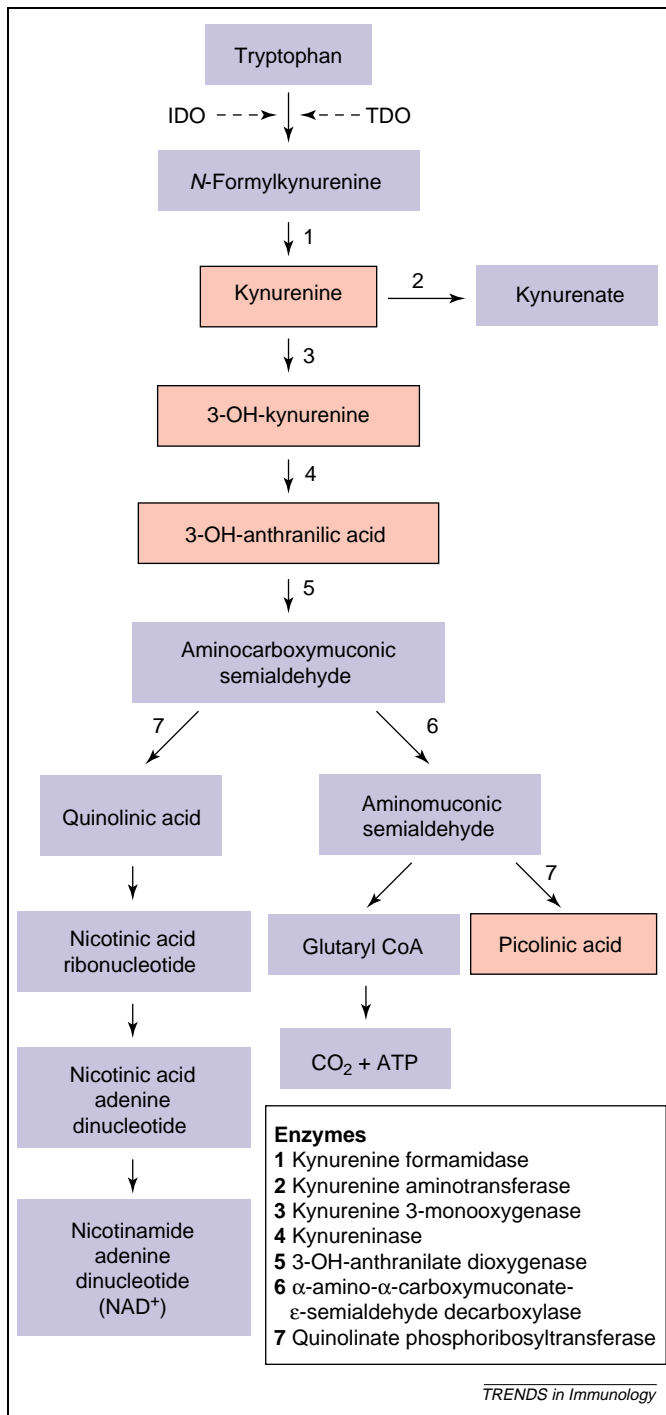 Tryptophan
IDO
TDO
N-Formylkynurenine
1
Kynurenine
2
Kynurenate
3
3-OH-kynurenine
4
3-OH-anthranilic acid
5
Aminocarboxymuconic
semialdehyde
7
6
Quinolinic acid
Aminomuconic
semialdehyde
7
Nicotinic acid
ribonucleotide
Glutaryl CoA
Picolinic acid
Nicotinic acid
adenine
dinucleotide
CO₂ + ATP
Nicotinamide
adenine
dinucleotide
(NAD⁺)
Enzymes
1 Kynurenine formamidase
2 Kynurenine aminotransferase
3 Kynurenine 3-monooxygenase
4 Kynureninase
5 3-OH-anthranilate dioxygenase
6 α-amino-α-carboxymuconate-
ε-semialdehyde decarboxylase
7 Quinolinate phosphoribosyltransferase
TRENDS in Immunology